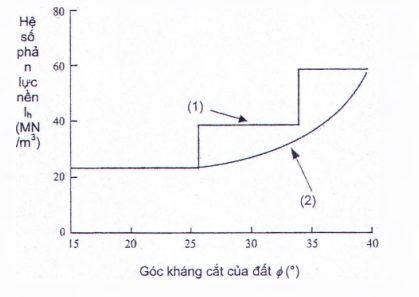 Hệ
số
phả
n
lực
nền
lₕ
(MN
/m³)
80
60
40
20
0
(1)
(2)
15
20
25
30
35
40
Góc kháng cắt của đất ϕ (°)